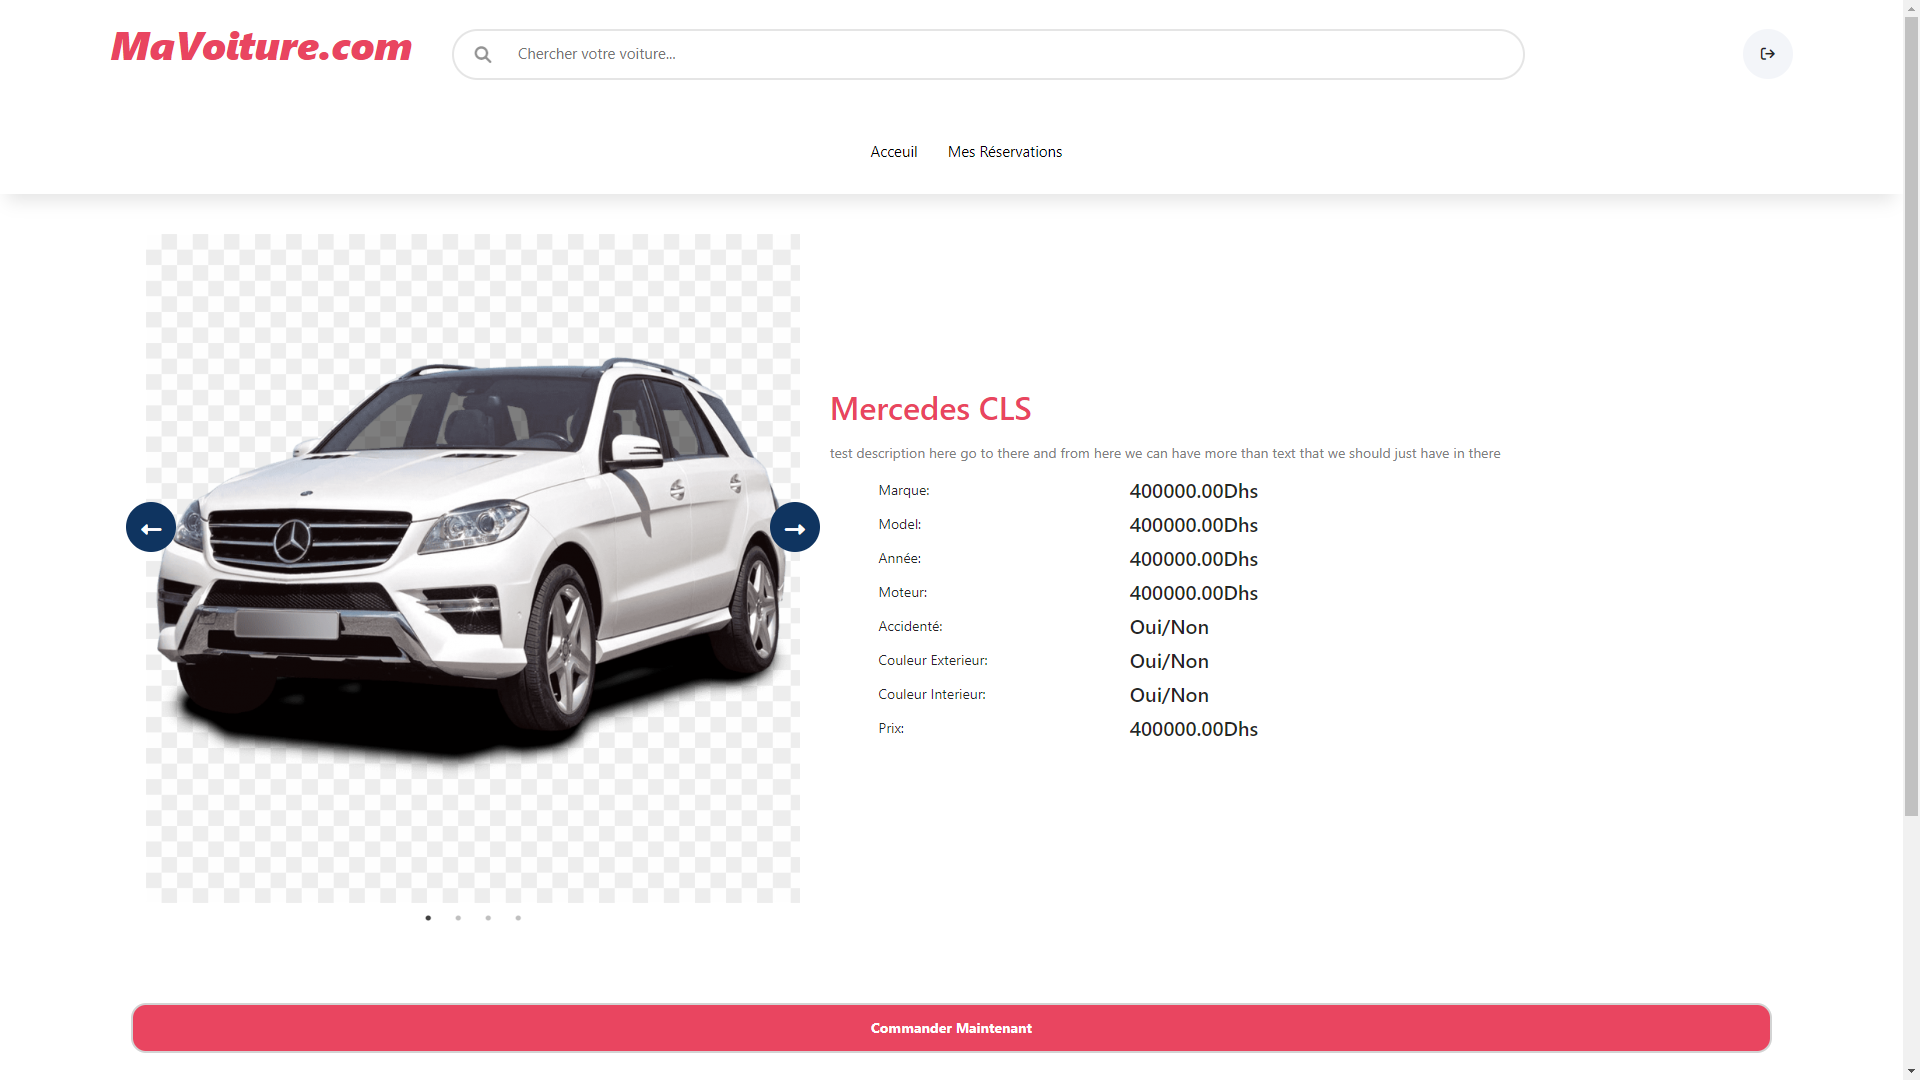 MaVoiture.com
Chercher votre voiture...
Acceuil Mes Réservations
Mercedes CLS
test description here go to there and from here we can have more than text that we should just have in there
Marque: 400000.00Dhs
Model: 400000.00Dhs
Année: 400000.00Dhs
Moteur: 400000.00Dhs
Accidenté: Oui/Non
Couleur Exterieur: Oui/Non
Couleur Interieur: Oui/Non
Prix: 400000.00Dhs
Commander Maintenant